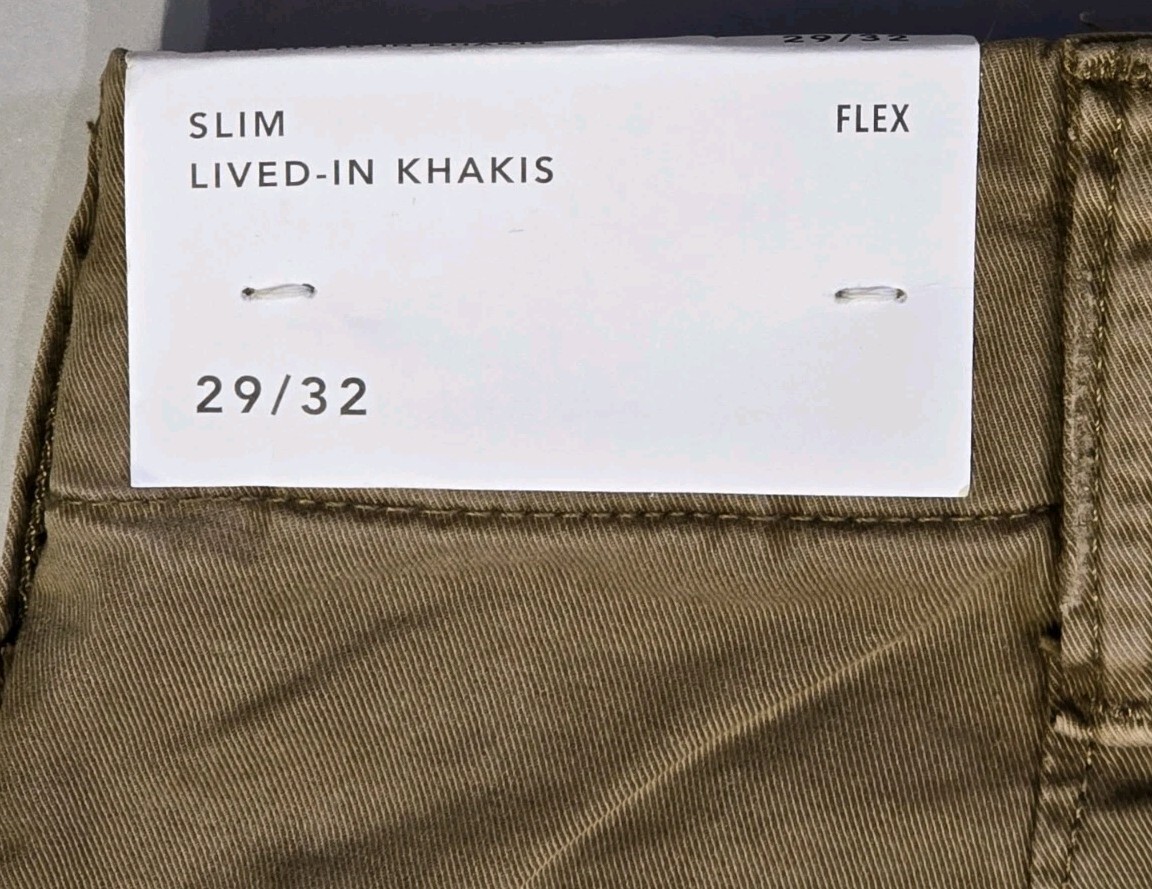 29/32
SLIM
FLEX
LIVED-IN KHAKIS
29/32